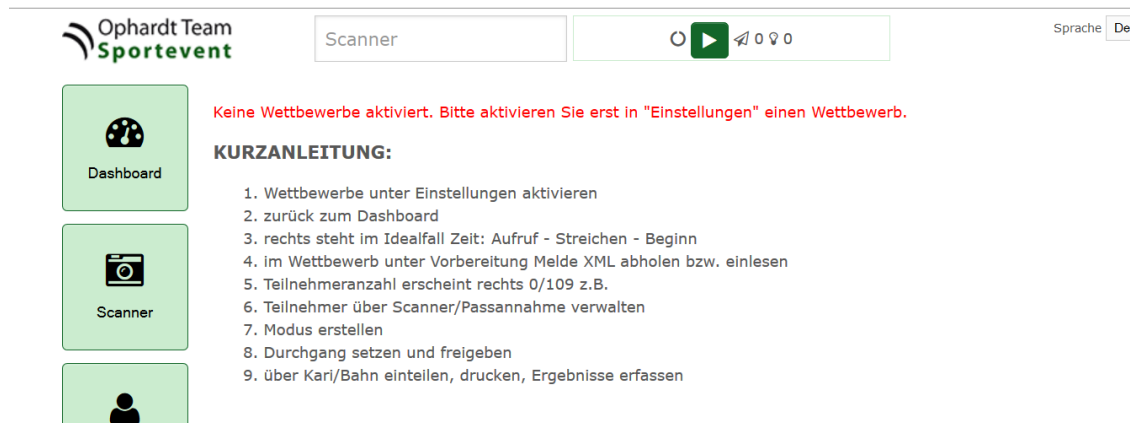 Ophardt Team
Sportevent
Scanner
0 0
Sprache De
Keine Wettbewerbe aktiviert. Bitte aktivieren Sie erst in "Einstellungen" einen Wettbewerb.
KURZANLEITUNG:
1. Wettbewerbe unter Einstellungen aktivieren
2. zurück zum Dashboard
3. rechts steht im Idealfall Zeit: Aufruf - Streichen - Beginn
4. im Wettbewerb unter Vorbereitung Melde XML abholen bzw. einlesen
5. Teilnehmeranzahl erscheint rechts 0/109 z.B.
6. Teilnehmer über Scanner/Passannahme verwalten
7. Modus erstellen
8. Durchgang setzen und freigeben
9. über Kari/Bahn einteilen, drucken, Ergebnisse erfassen
Dashboard
Scanner